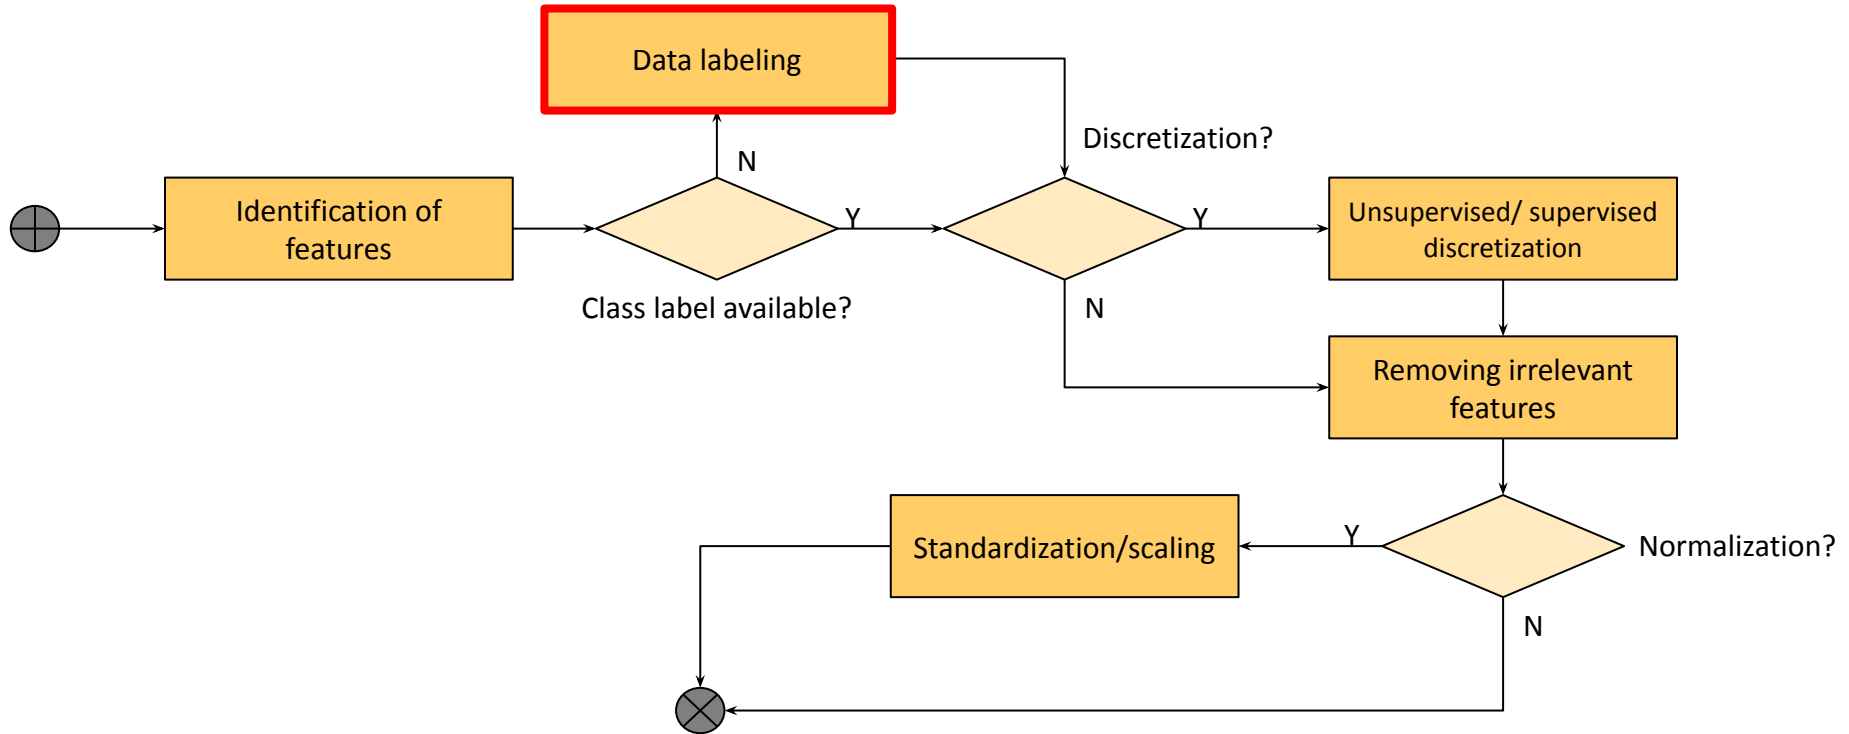 Data labeling
Discretization?
N
Identification of
features
Y
Y
Unsupervised/ supervised
discretization
Class label available?
N
Removing irrelevant
features
Y
Standardization/scaling
Normalization?
N